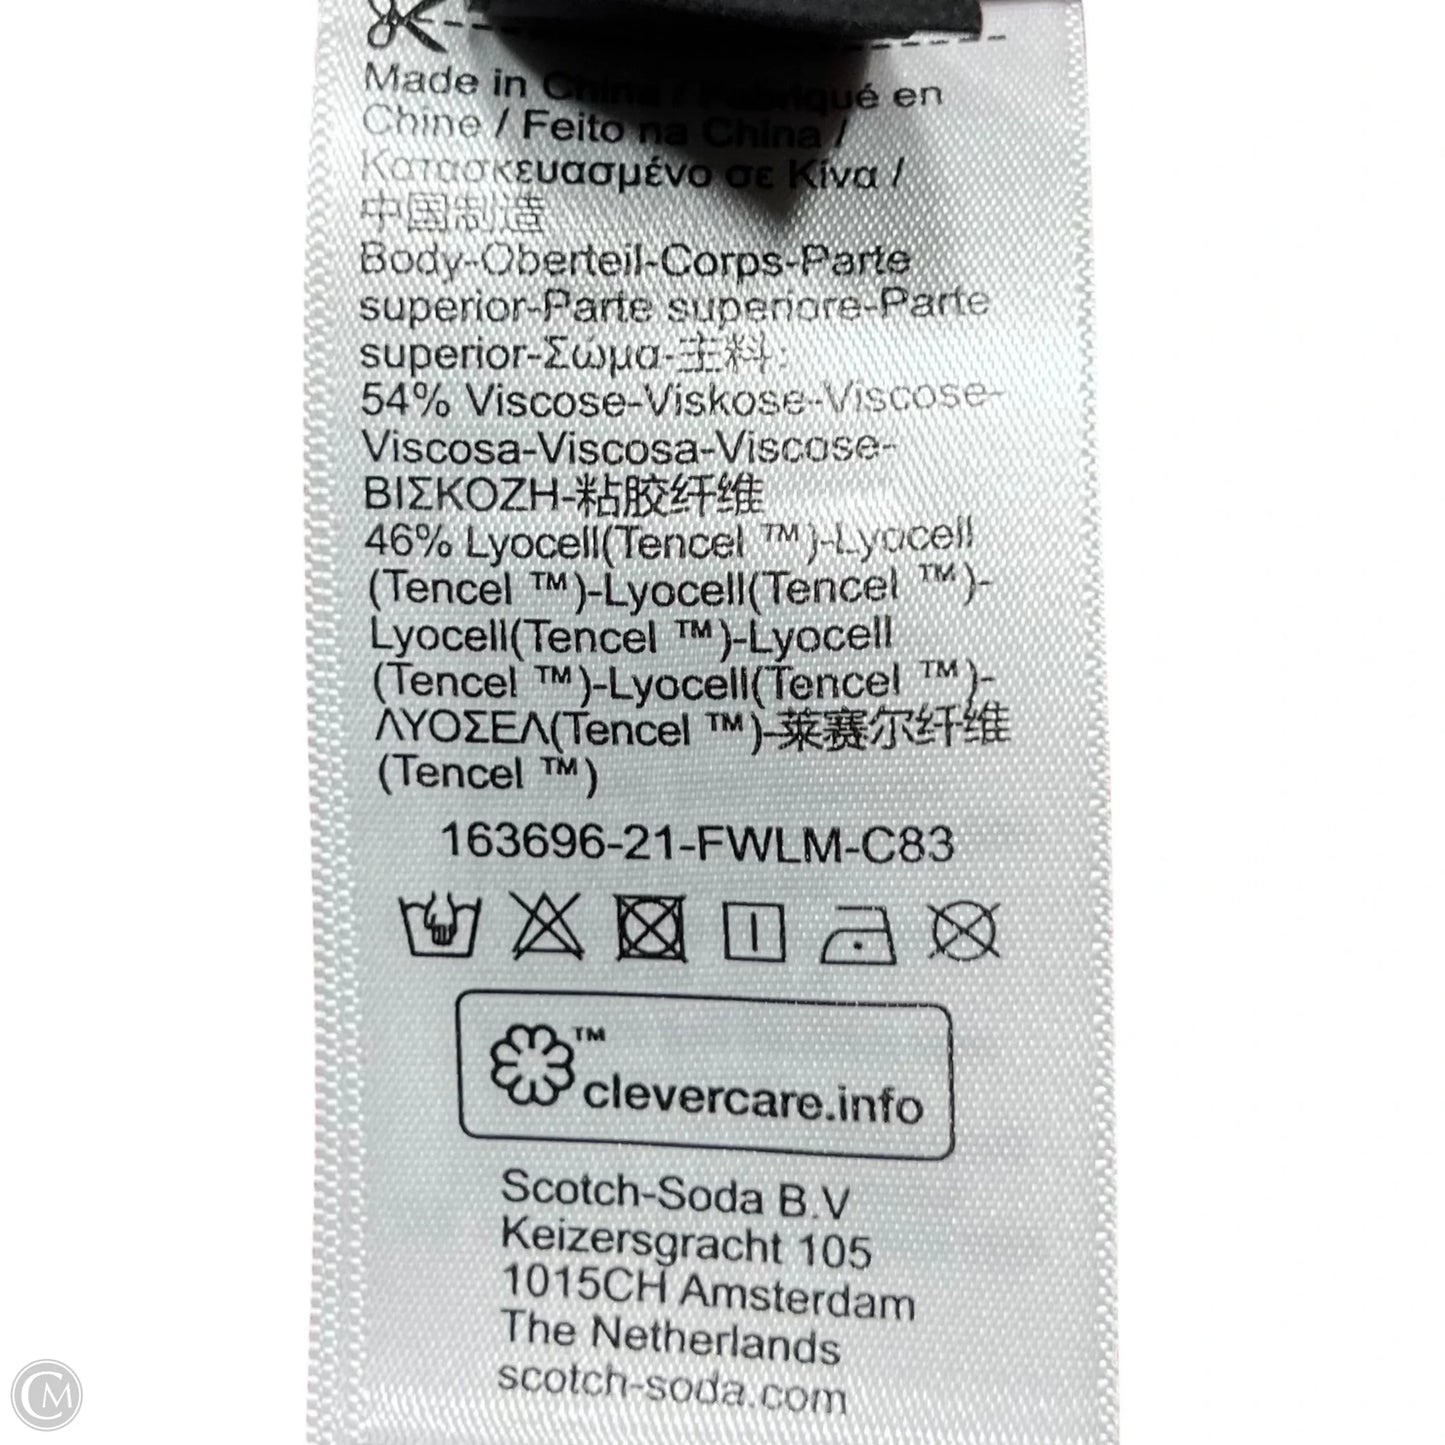 Made in China / Fabriqué en
Chine / Feito na China /
Κατασκευασμένο σε Κίνα /
中国制造
Body-Oberteil-Corps-Parte
superior-Parte superiore-Parte
superior-Σώμα-主料:
54% Viscose-Viskose-Viscose-
Viscosa-Viscosa-Viscose-
ΒΙΣΚΟΖΗ-粘胶纤维
46% Lyocell(Tencel ™)-Lyocell
(Tencel ™)-Lyocell(Tencel ™)-
Lyocell(Tencel ™)-Lyocell
(Tencel ™)-Lyocell(Tencel ™)-
ΛΥΟΣΕΛ(Tencel ™)-莱赛尔纤维
(Tencel ™)
163696-21-FWLM-C83
™
clevercare.info
Scotch-Soda B.V
Keizersgracht 105
1015CH Amsterdam
The Netherlands
scotch-soda.com
CM